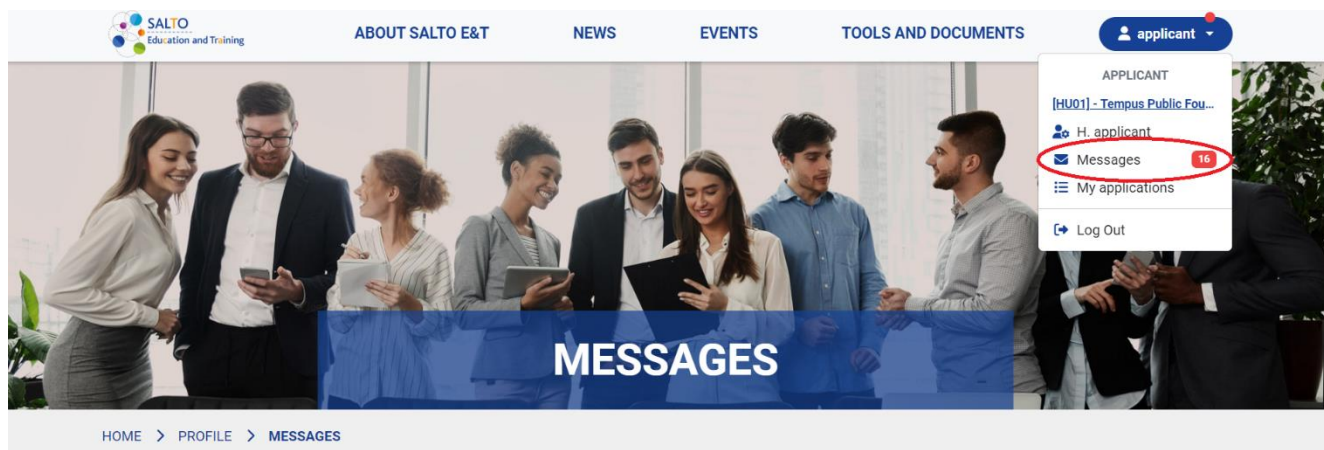 SALTO
Education and Training
ABOUT SALTO E&T
NEWS
EVENTS
TOOLS AND DOCUMENTS
applicant
APPLICANT
[HU01] - Tempus Public Fou...
H. applicant
Messages 16
My applications
Log Out
MESSAGES
HOME > PROFILE > MESSAGES